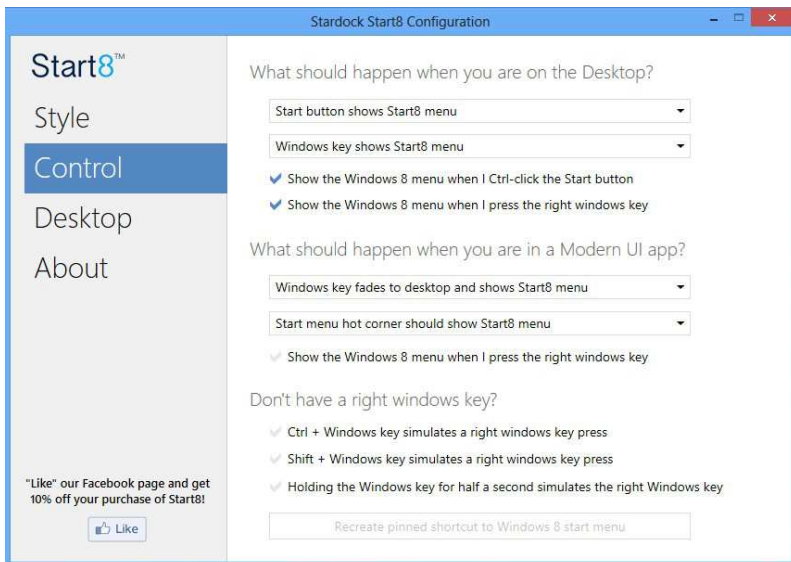 Stardock Start8 Configuration
Start8™
Style
Control
Desktop
About
"Like" our Facebook page and get
10% off your purchase of Start8!
Like
What should happen when you are on the Desktop?
Start button shows Start8 menu
Windows key shows Start8 menu
Show the Windows 8 menu when I Ctrl-click the Start button
Show the Windows 8 menu when I press the right windows key
What should happen when you are in a Modern UI app?
Windows key fades to desktop and shows Start8 menu
Start menu hot corner should show Start8 menu
Show the Windows 8 menu when I press the right windows key
Don't have a right windows key?
Ctrl + Windows key simulates a right windows key press
Shift + Windows key simulates a right windows key press
Holding the Windows key for half a second simulates the right Windows key
Recreate pinned shortcut to Windows 8 start menu